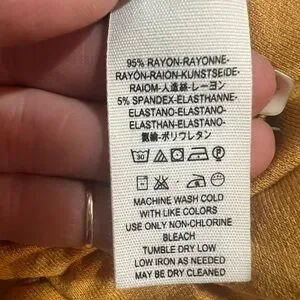 95% RAYON-RAYONNE-
RAYÓN-RAION-KUNSTSEIDE-
RAIOM-人造絲-レーヨン
5% SPANDEX-ELASTHANNE-
ELASTANO-ELASTANO-
ELASTHAN-ELASTANO-
氨綸-ポリウレタン
30
MACHINE WASH COLD
WITH LIKE COLORS
USE ONLY NON-CHLORINE
BLEACH
TUMBLE DRY LOW
LOW IRON AS NEEDED
MAY BE DRY CLEANED